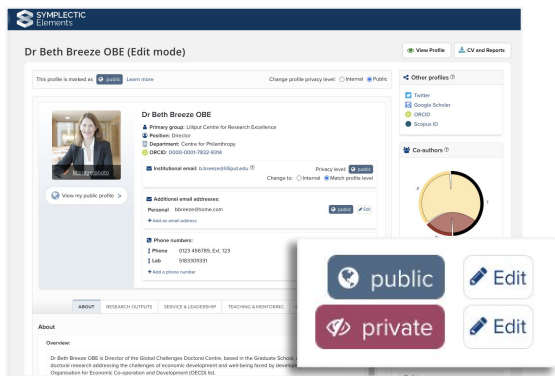 SYMPLECTIC
Elements
Dr Beth Breeze OBE (Edit mode)
View Profile
CV and Reports
This profile is marked as public Learn more
Change profile privacy level: Internal Public
Other profiles
Twitter
Google Scholar
ORCID
Scopus ID
Dr Beth Breeze OBE
Primary group: Lilliput Centre for Research Excellence
Position: Director
Department: Centre for Philanthropy
ORCID: 0000-0001-7832-9314
Manage photo
View my public profile >
Institutional email: b.breeze@lilliput.edu
Privacy level: public
Change to: Internal Match profile level
Additional email addresses:
Personal bbreeze@home.com public Edit
+ Add an email address
Phone numbers:
Phone 0123 456789, Ext. 123
Lab 5183309331
+ Add a phone number
Co-authors
ABOUT RESEARCH OUTPUTS SERVICE & LEADERSHIP TEACHING & MENTORING
About
Overview:
Dr Beth Breeze OBE is Director of the Global Challenges Doctoral Centre, based in the Graduate School,
doctoral research addressing the challenges of economic development and well-being faced by
Organisation for Economic Co-operation and Development (OECD) list.
public Edit
private Edit